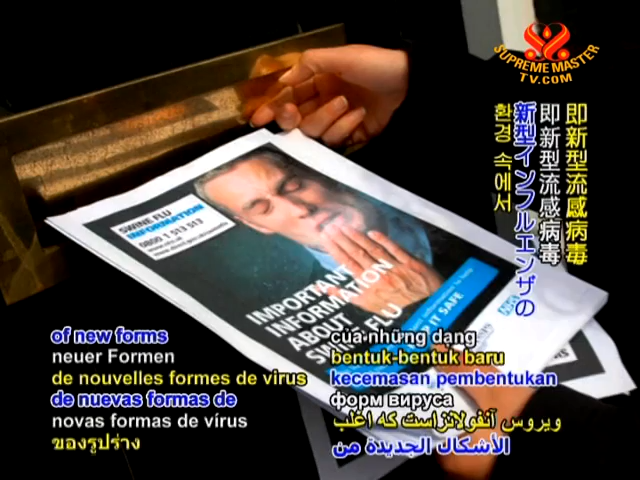 SUPREME MASTER
TV.COM
即新型流感病毒
即新型流感病毒
新型インフルエンザの
환경 속에서
SWINE FLU
INFORMATION
0800 1 513 513
IMPORTANT
INFORMATION
ABOUT
SWINE FLU
IT SAFE
NHS
of new forms
neuer Formen
de nouvelles formes de virus
de nuevas formas de
novas formas de vírus
ของรูปร่าง
của những dạng
bentuk-bentuk baru
kecemasan pembentukan
форм вируса
ویروس آنفولانزاست که اغلب
الأشكال الجديدة من